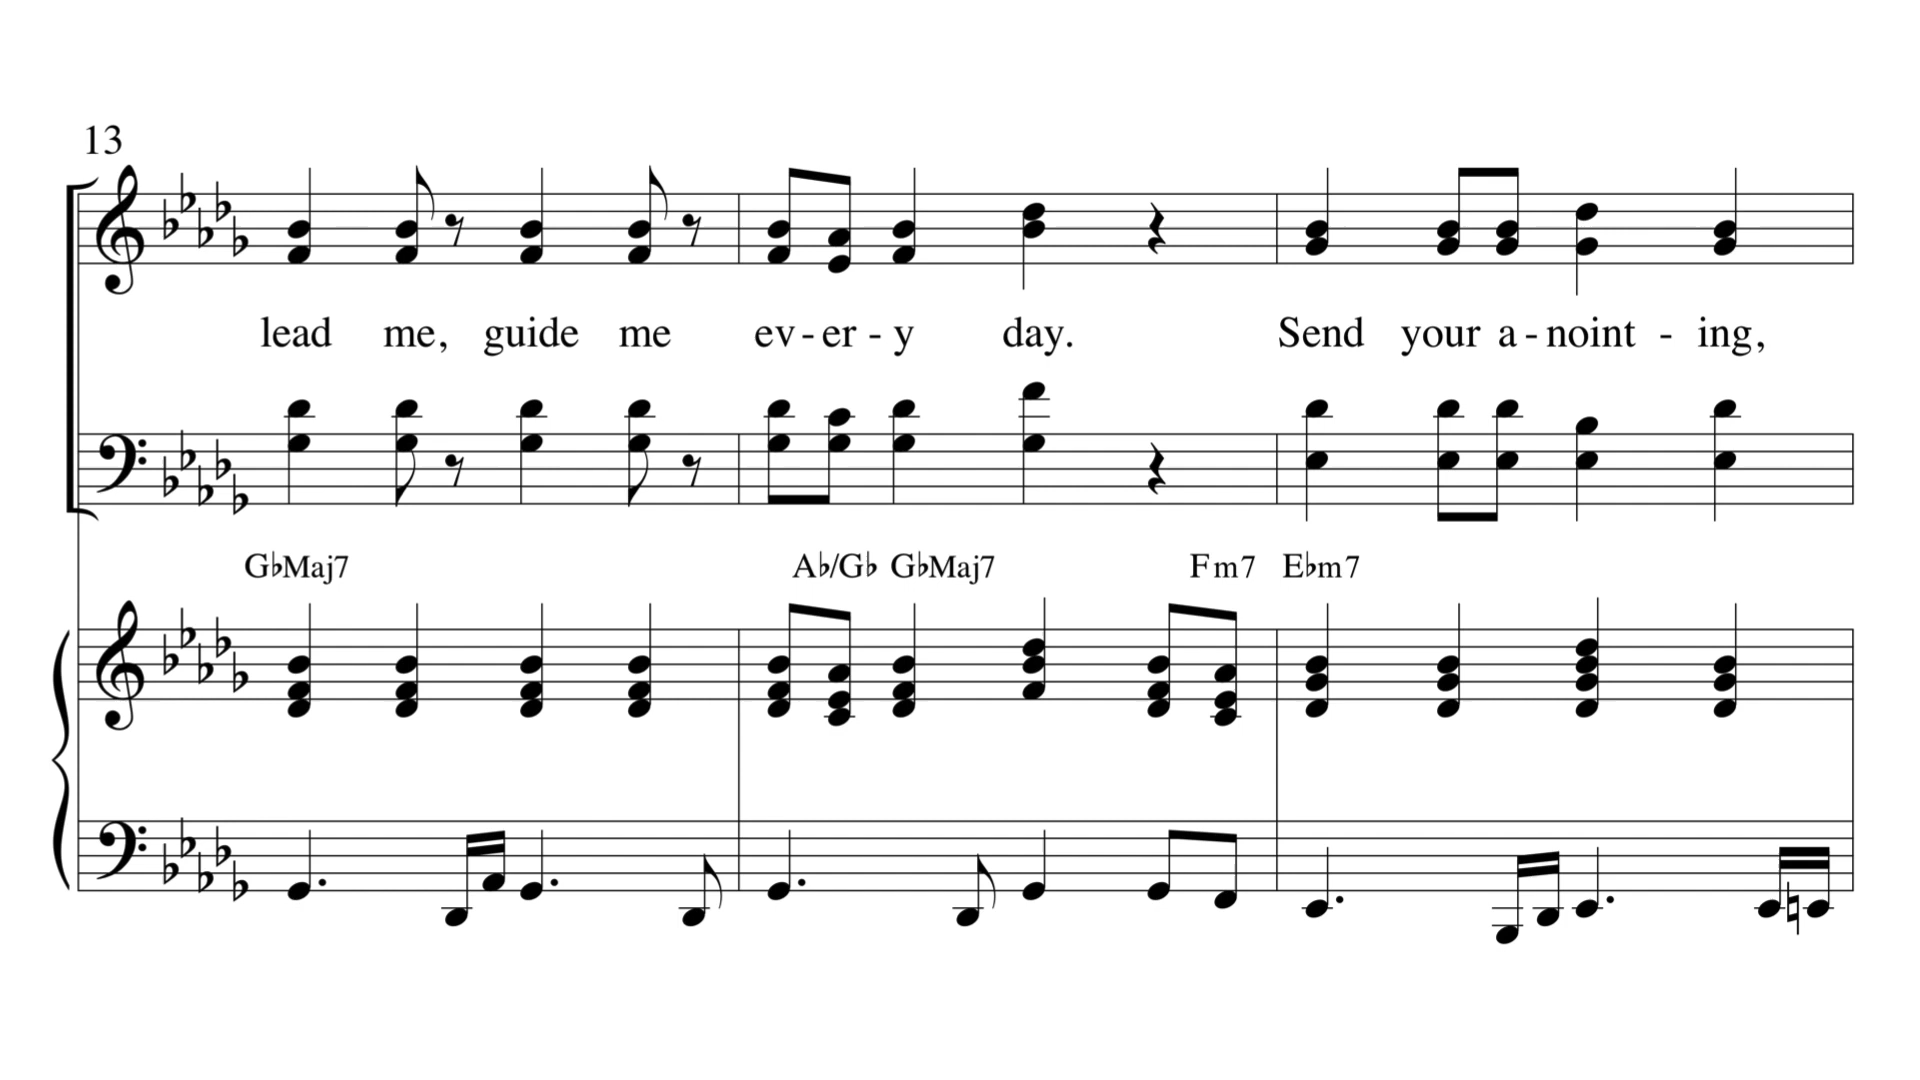 13
lead me, guide me ev-er-y day. Send your a-noint-ing,
G♭Maj7 A♭/G♭ G♭Maj7 Fm7 E♭m7